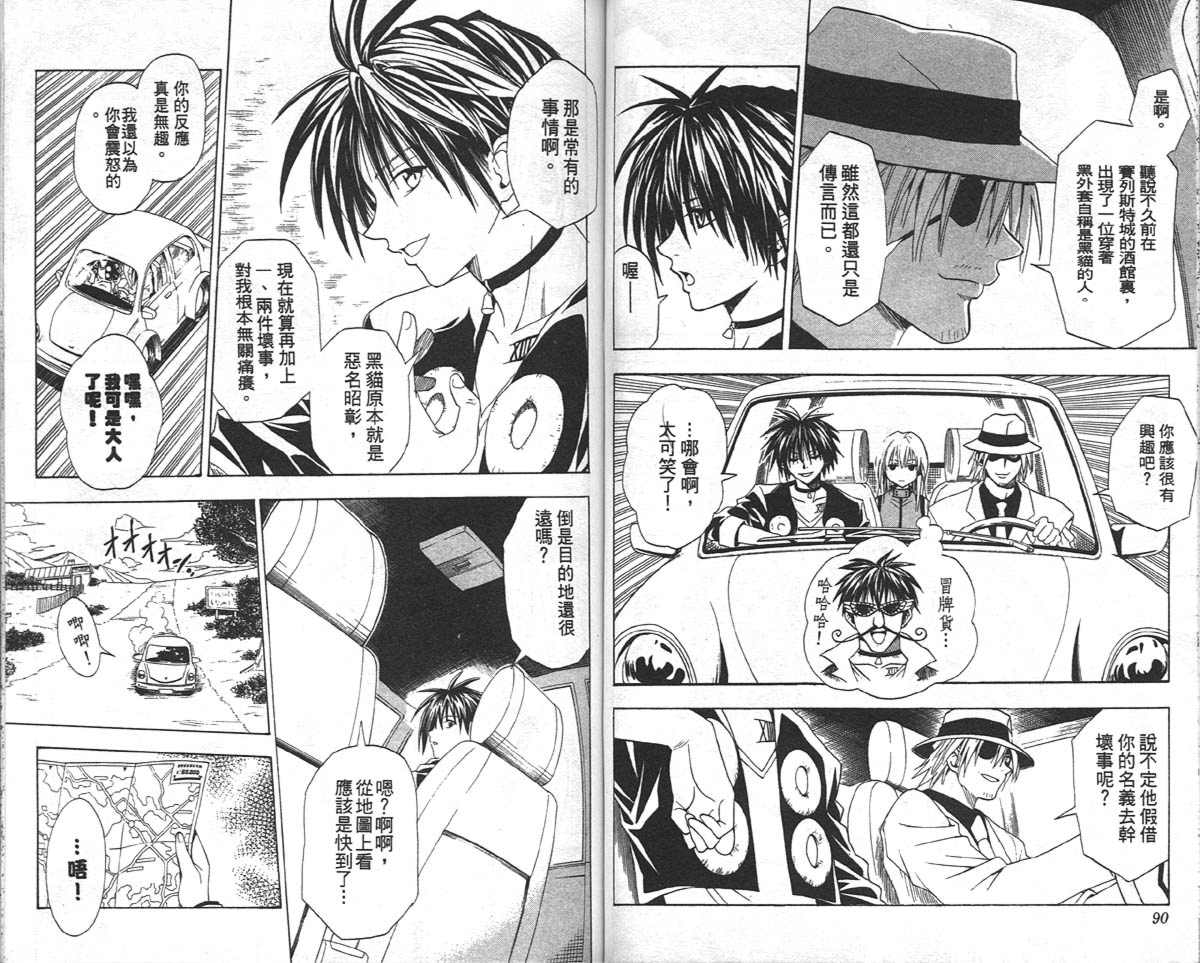 是啊。
聽說不久前在
賽列斯特城的酒館裏，
出現了一位穿著
黑外套自稱是黑貓的人。
雖然這都還只是
傳言而已。
喔
——
你應該很有
興趣吧？
…哪會啊，
太可笑了！
冒牌貨…
哈哈哈！
說不定他假借
你的名義去幹
壞事呢？
90
那是常有的
事情啊。
XIII
黑貓原本就是
惡名昭彰，
現在就算再加上
一、兩件壞事，
對我根本無關痛癢。
你的反應
真是無趣。
我還以為
你會震怒的
。
嘿嘿，
我可是大人
了呢！
倒是目的地還很
遠嗎？
嗯？啊啊，
從地圖上看
應該是快到了…
オオオオ…
唧唧！
…唔！